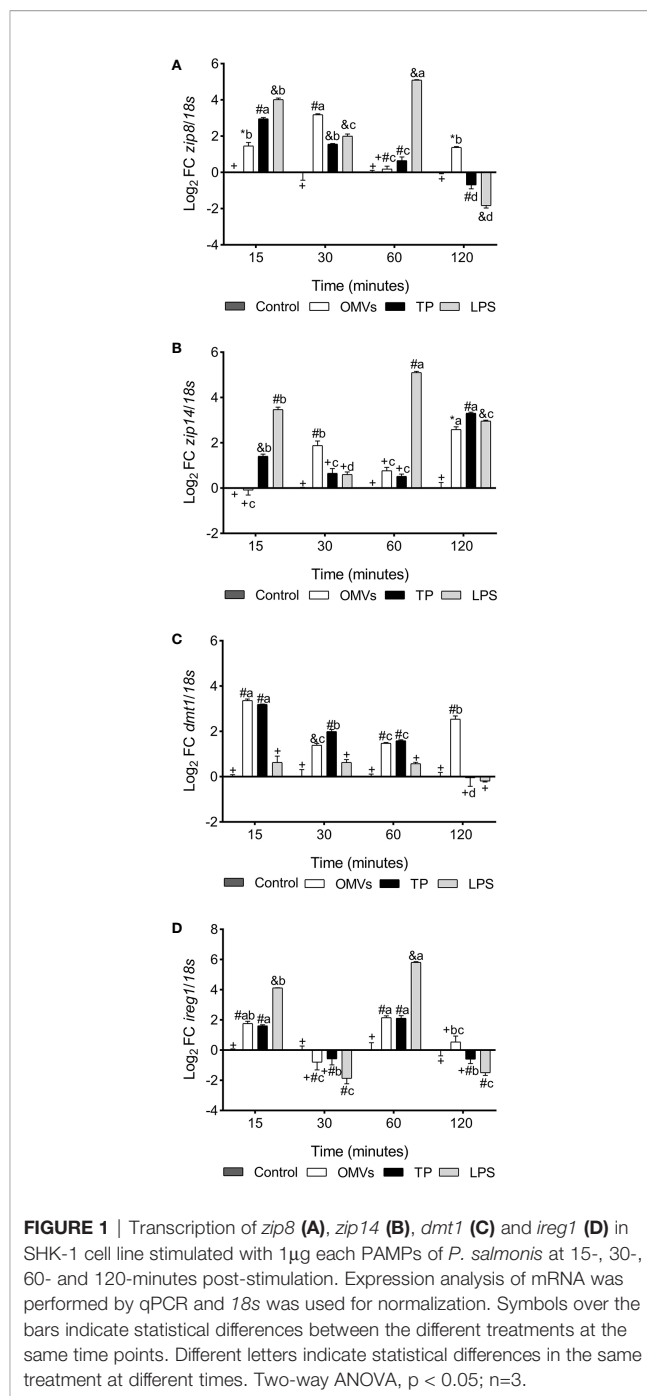 A
Log2 FC zip8/18s
6
4
2
0
-2
-4
+ *b #a &b
+ #a &b &c
+ +#c #c &a
+ *b #d &d
15 30 60 120
Time (minutes)
Control OMVs TP LPS
B
Log2 FC zip14/18s
6
4
2
0
-2
+ +c &b #b
+ #b +c +d
+ +c +c #a
+ *a #a &c
15 30 60 120
Time (minutes)
Control OMVs TP LPS
C
Log2 FC dmt1/18s
6
4
2
0
-2
+ #a #a +
+ &c #b +
+ #c #c +
+ #b +d +
15 30 60 120
Time (minutes)
Control OMVs TP LPS
D
Log2 FC ireg1/18s
8
6
4
2
0
-2
-4
+ #ab #a &b
+ +#c +#b #c
+ #a #a &a
+ +bc +#b #c
15 30 60 120
Time (minutes)
Control OMVs TP LPS
FIGURE 1 | Transcription of zip8 (A), zip14 (B), dmt1 (C) and ireg1 (D) in
SHK-1 cell line stimulated with 1μg each PAMPs of P. salmonis at 15-, 30-,
60- and 120-minutes post-stimulation. Expression analysis of mRNA was
performed by qPCR and 18s was used for normalization. Symbols over the
bars indicate statistical differences between the different treatments at the
same time points. Different letters indicate statistical differences in the same
treatment at different times. Two-way ANOVA, p < 0.05; n=3.